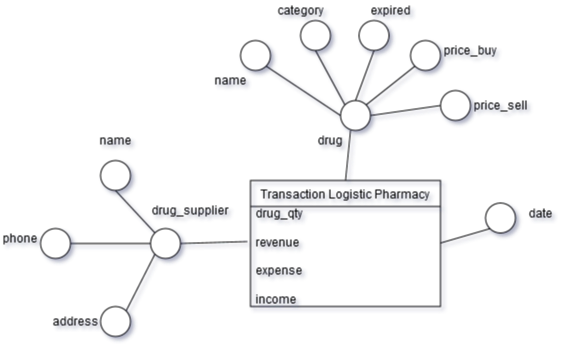 category
expired
name
price_buy
price_sell
drug
name
drug_supplier
phone
address
Transaction Logistic Pharmacy
drug_qty
revenue
expense
income
date